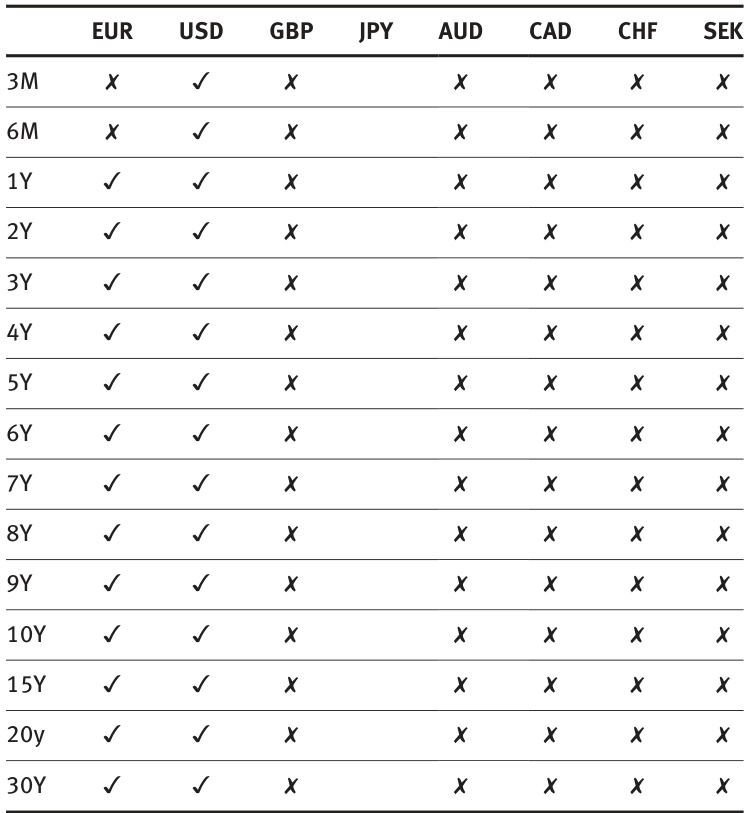 EUR USD GBP JPY AUD CAD CHF SEK
3M ✗ ✓ ✗ ✗ ✗ ✗ ✗
6M ✗ ✓ ✗ ✗ ✗ ✗ ✗
1Y ✓ ✓ ✗ ✗ ✗ ✗ ✗
2Y ✓ ✓ ✗ ✗ ✗ ✗ ✗
3Y ✓ ✓ ✗ ✗ ✗ ✗ ✗
4Y ✓ ✓ ✗ ✗ ✗ ✗ ✗
5Y ✓ ✓ ✗ ✗ ✗ ✗ ✗
6Y ✓ ✓ ✗ ✗ ✗ ✗ ✗
7Y ✓ ✓ ✗ ✗ ✗ ✗ ✗
8Y ✓ ✓ ✗ ✗ ✗ ✗ ✗
9Y ✓ ✓ ✗ ✗ ✗ ✗ ✗
10Y ✓ ✓ ✗ ✗ ✗ ✗ ✗
15Y ✓ ✓ ✗ ✗ ✗ ✗ ✗
20y ✓ ✓ ✗ ✗ ✗ ✗ ✗
30Y ✓ ✓ ✗ ✗ ✗ ✗ ✗